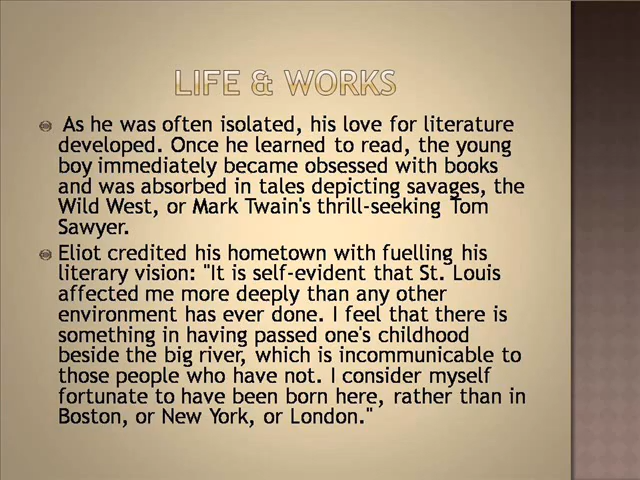 LIFE & WORKS
As he was often isolated, his love for literature
developed. Once he learned to read, the young
boy immediately became obsessed with books
and was absorbed in tales depicting savages, the
Wild West, or Mark Twain's thrill-seeking Tom
Sawyer.
Eliot credited his hometown with fuelling his
literary vision: "It is self-evident that St. Louis
affected me more deeply than any other
environment has ever done. I feel that there is
something in having passed one's childhood
beside the big river, which is incommunicable to
those people who have not. I consider myself
fortunate to have been born here, rather than in
Boston, or New York, or London."